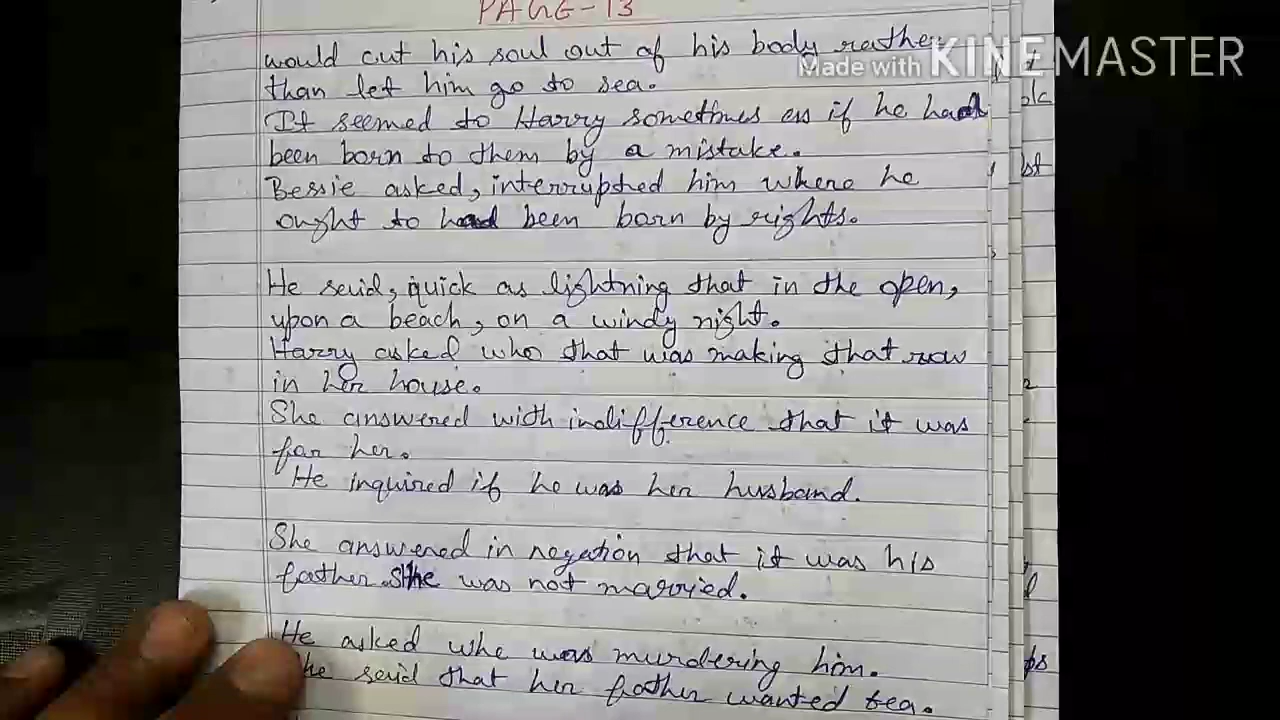 PAGE-13
would cut his soul out of his body rather
Made with KINEMASTER
than let him go to sea.
It seemed to Harry sometimes as if he had
been born to them by a mistake.
Bessie asked, interrupted him where he
ought to had been born by rights.
He said, quick as lightning that in the open,
upon a beach, on a windy night.
Harry asked who that was making that row
in her house.
She answered with indifference that it was
far her.
He inquired if he was her husband.
She answered in negation that it was his
father. She was not married.
He asked who was murdering him.
She said that her father wanted tea.